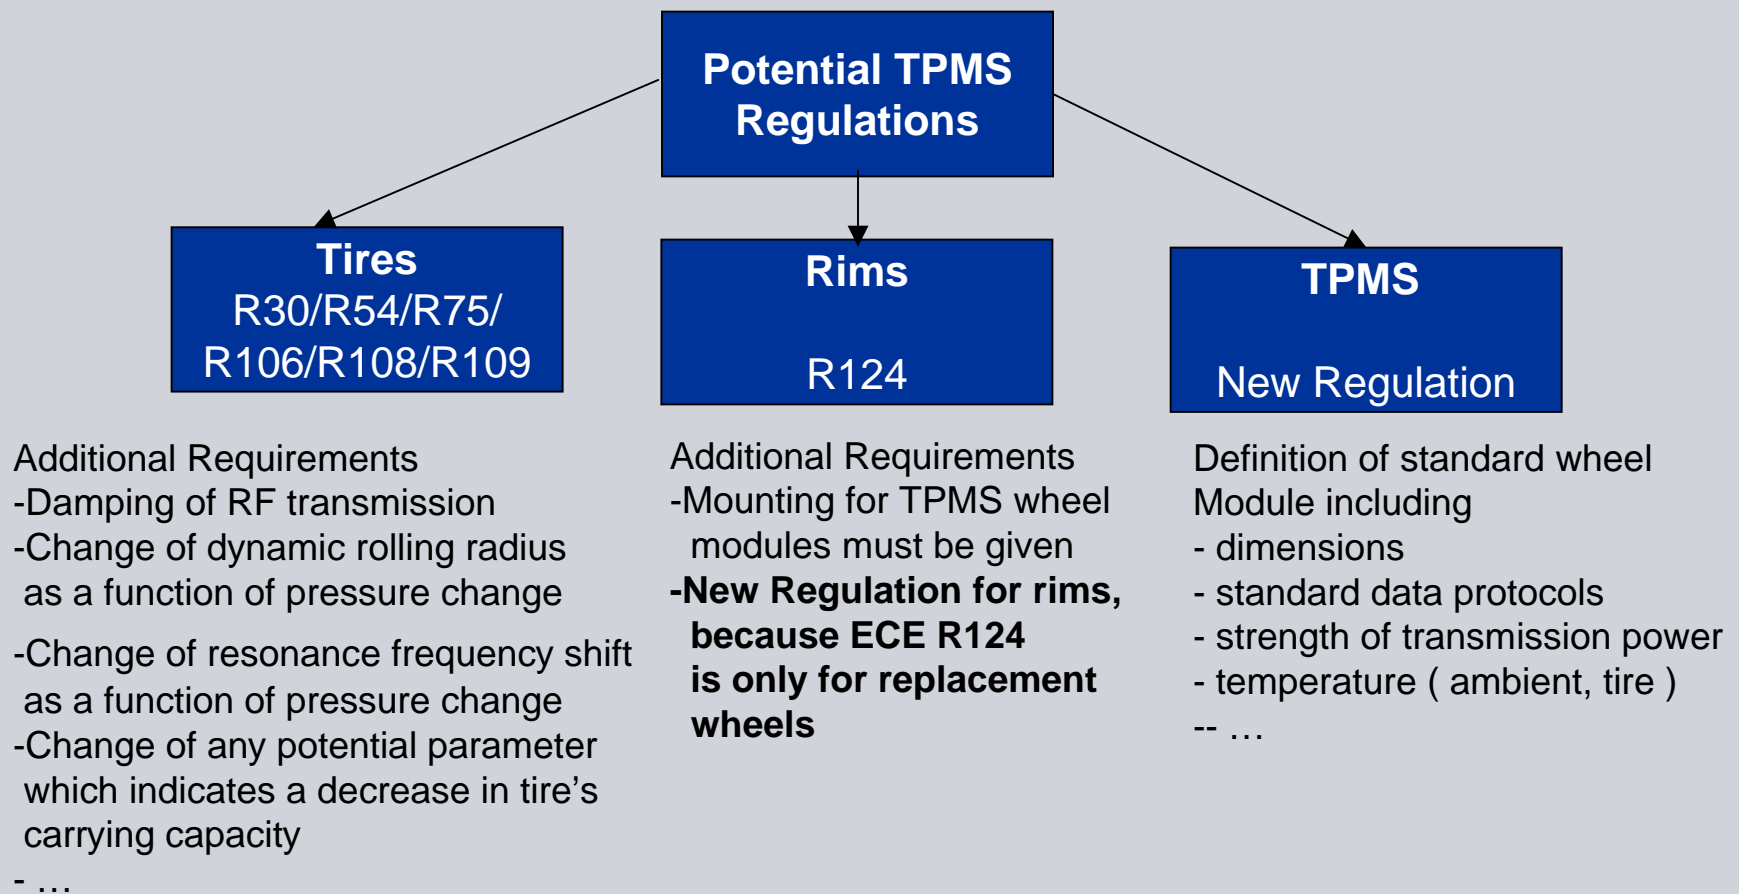 Potential TPMS
Regulations
Tires
R30/R54/R75/
R106/R108/R109
Rims
R124
TPMS
New Regulation
Additional Requirements
-Damping of RF transmission
-Change of dynamic rolling radius
as a function of pressure change
-Change of resonance frequency shift
as a function of pressure change
-Change of any potential parameter
which indicates a decrease in tire’s
carrying capacity
- …
Additional Requirements
-Mounting for TPMS wheel
modules must be given
-New Regulation for rims,
because ECE R124
is only for replacement
wheels
Definition of standard wheel
Module including
- dimensions
- standard data protocols
- strength of transmission power
- temperature ( ambient, tire )
-- …